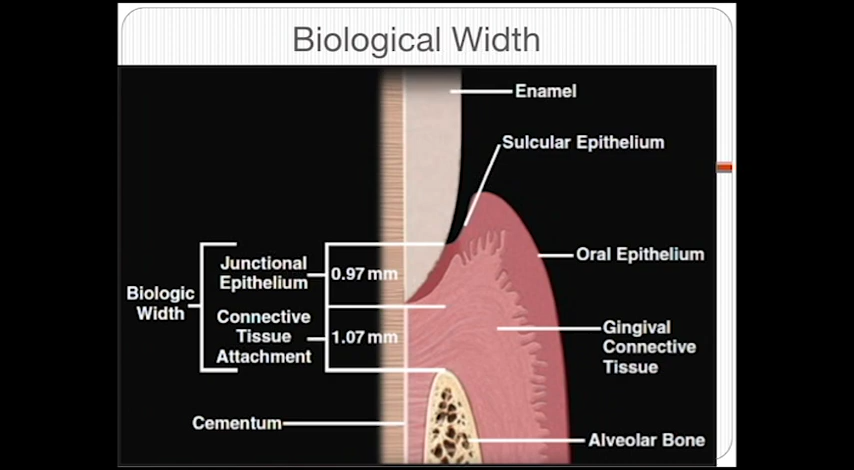 Biological Width
Enamel
Sulcular Epithelium
Oral Epithelium
Junctional
Epithelium
0.97 mm
Biologic
Width
Connective
Tissue
Attachment
1.07 mm
Gingival
Connective
Tissue
Cementum
Alveolar Bone